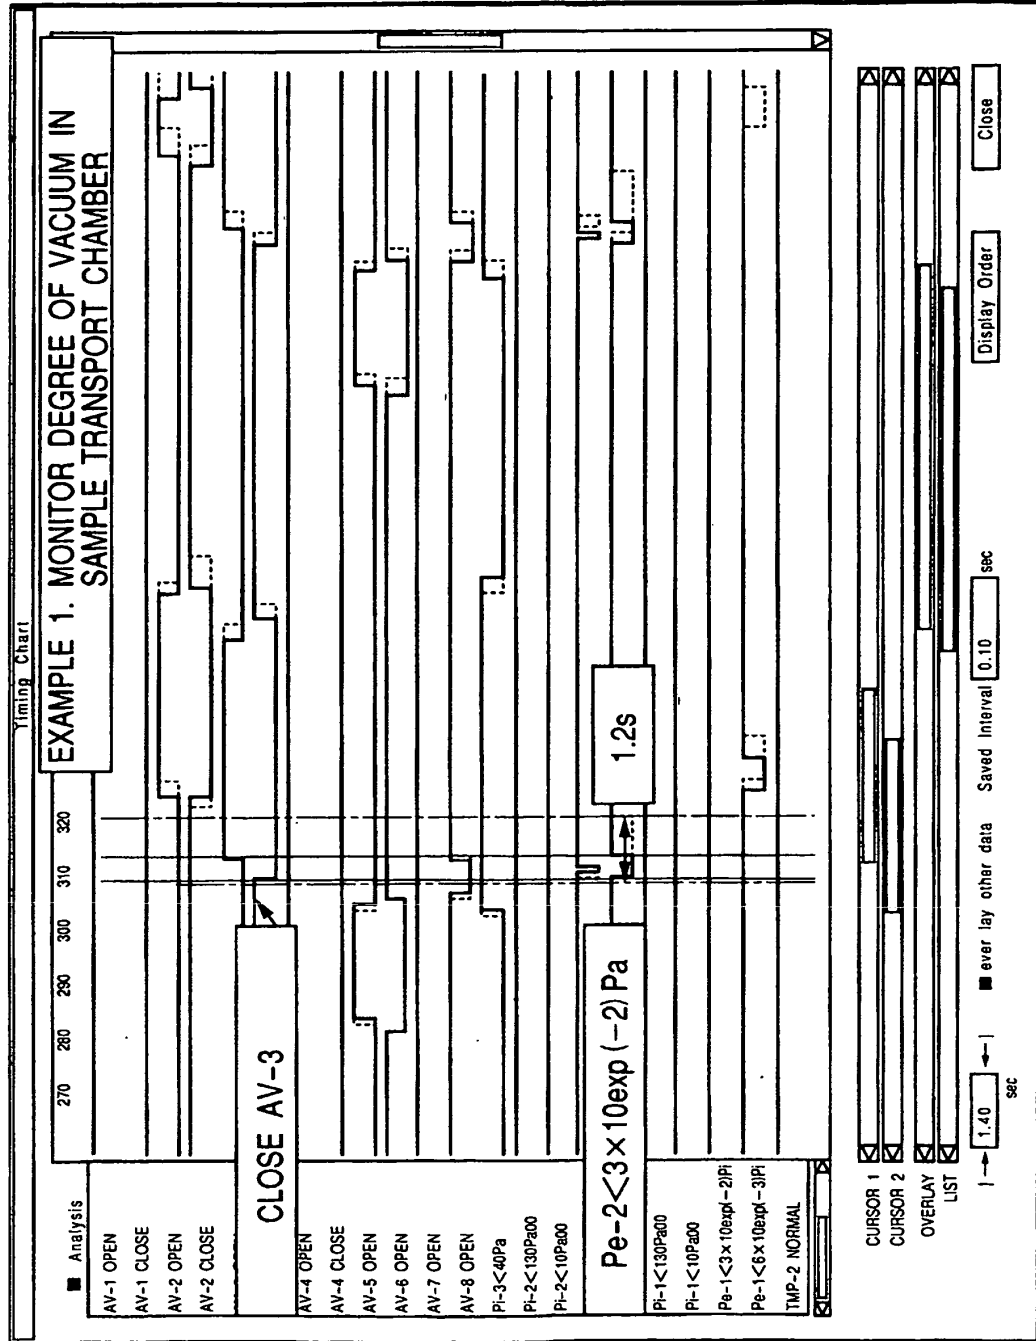 Timing Chart
EXAMPLE 1. MONITOR DEGREE OF VACUUM IN
SAMPLE TRANSPORT CHAMBER
■ Analysis
270 280 290 300 310 320
AV-1 OPEN
AV-1 CLOSE
AV-2 OPEN
AV-2 CLOSE
CLOSE AV-3
AV-4 OPEN
AV-4 CLOSE
AV-5 OPEN
AV-6 OPEN
AV-7 OPEN
AV-8 OPEN
Pi-3<40Pa
Pi-2<130Pa00
Pi-2<10Pa00
Pe-2<3×10exp(−2)Pa
1.2s
Pi-1<130Pa00
Pi-1<10Pa00
Pe-1<3×10exp(−2)Pi
Pe-1<6×10exp(−3)Pi
TMP-2 NORMAL
CURSOR 1
CURSOR 2
OVERLAY
LIST
|→ 1.40 ←| sec
■ ever lay other data Saved Interval 0.10 sec
Display Order
Close